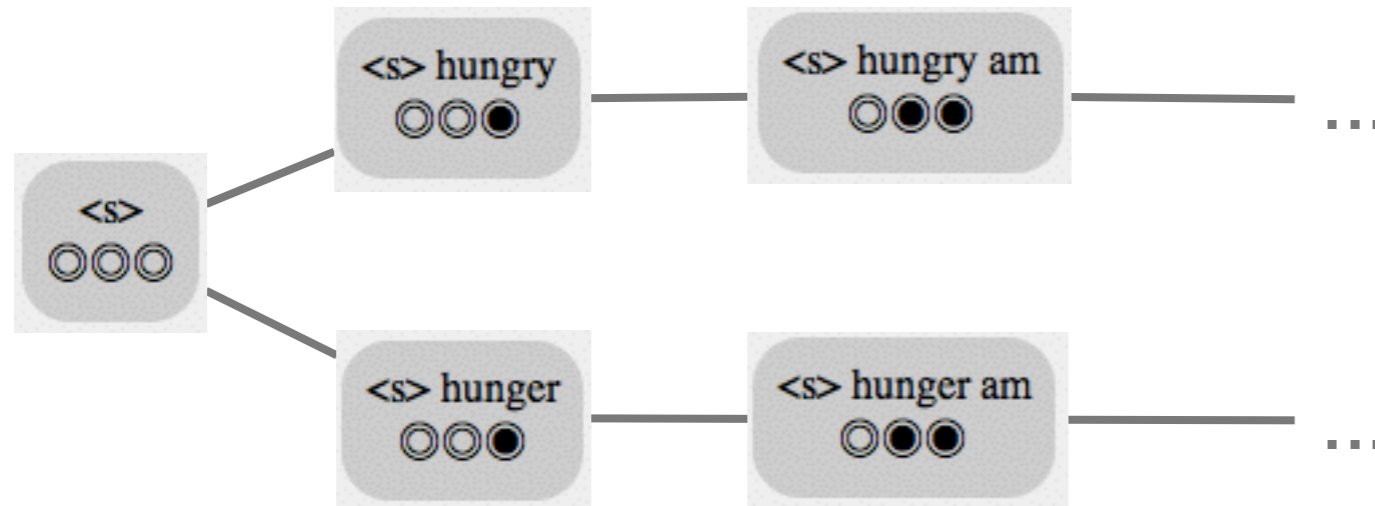 <s> hungry
<s> hungry am
...
<s>
<s> hunger
<s> hunger am
...